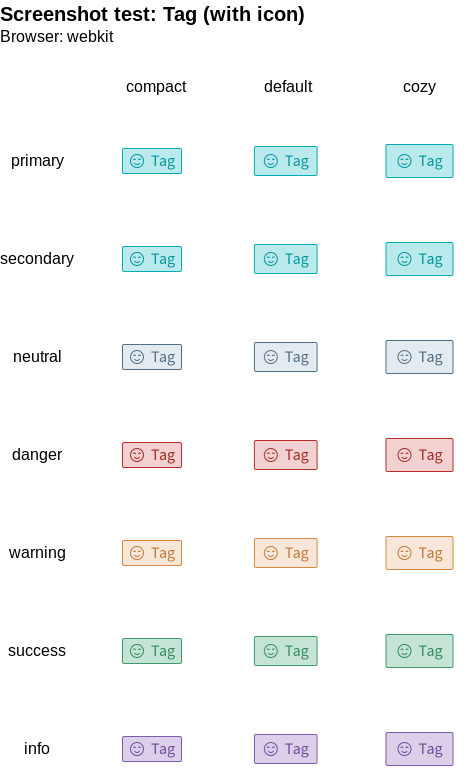 Screenshot test: Tag (with icon)
Browser: webkit
compact default cozy
primary Tag Tag Tag
secondary Tag Tag Tag
neutral Tag Tag Tag
danger Tag Tag Tag
warning Tag Tag Tag
success Tag Tag Tag
info Tag Tag Tag